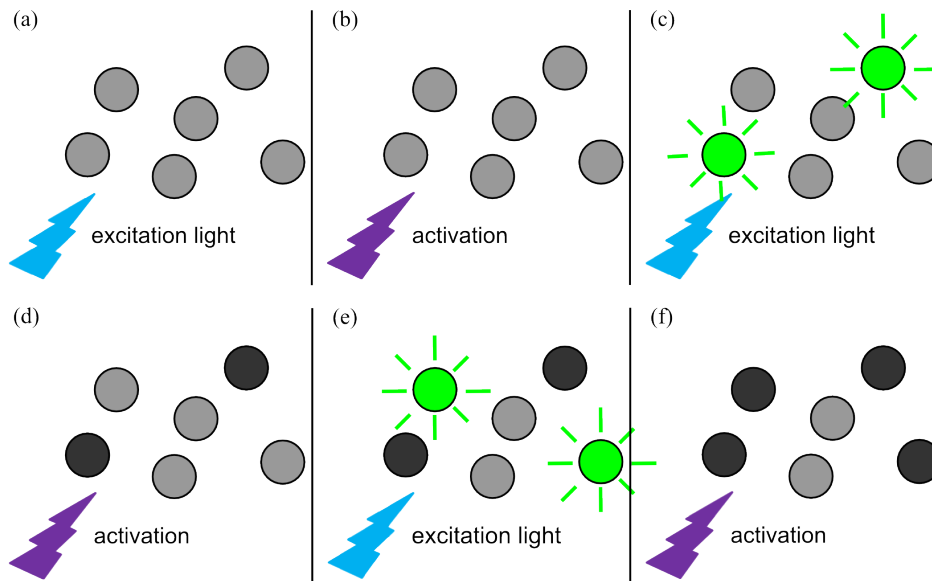 (a)
excitation light
(b)
activation
(c)
excitation light
(d)
activation
(e)
excitation light
(f)
activation